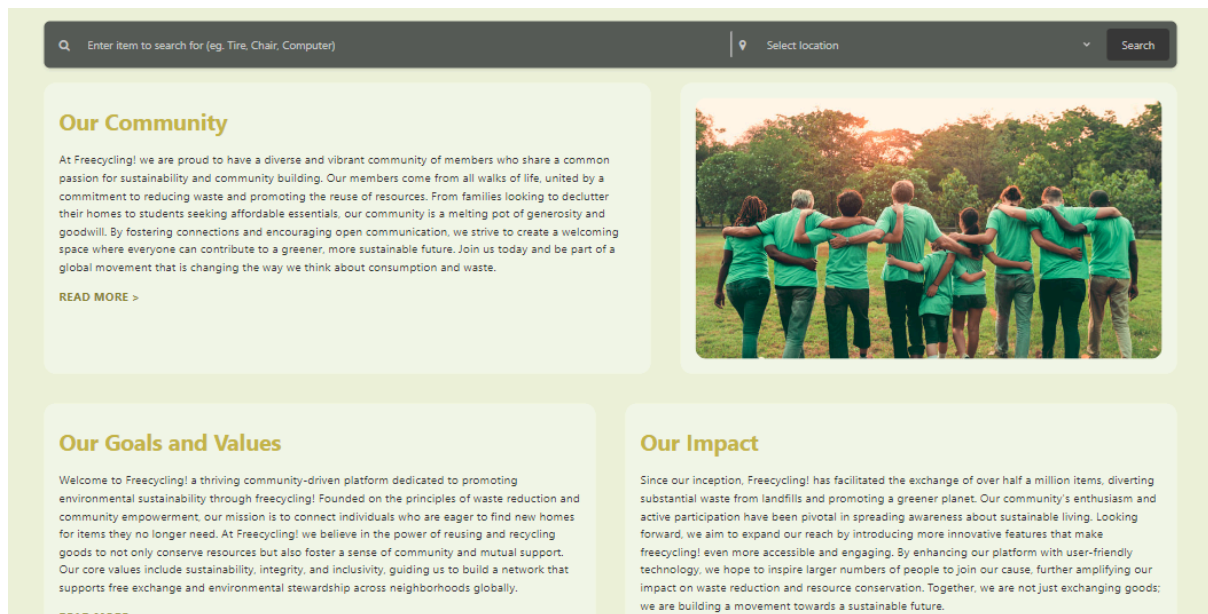 Enter item to search for (eg. Tire, Chair, Computer)
Select location
Search
Our Community
At Freecycling! we are proud to have a diverse and vibrant community of members who share a common
passion for sustainability and community building. Our members come from all walks of life, united by a
commitment to reducing waste and promoting the reuse of resources. From families looking to declutter
their homes to students seeking affordable essentials, our community is a melting pot of generosity and
goodwill. By fostering connections and encouraging open communication, we strive to create a welcoming
space where everyone can contribute to a greener, more sustainable future. Join us today and be part of a
global movement that is changing the way we think about consumption and waste.
READ MORE >
Our Goals and Values
Welcome to Freecycling! a thriving community-driven platform dedicated to promoting
environmental sustainability through freecycling! Founded on the principles of waste reduction and
community empowerment, our mission is to connect individuals who are eager to find new homes
for items they no longer need. At Freecycling! we believe in the power of reusing and recycling
goods to not only conserve resources but also foster a sense of community and mutual support.
Our core values include sustainability, integrity, and inclusivity, guiding us to build a network that
supports free exchange and environmental stewardship across neighborhoods globally.
Our Impact
Since our inception, Freecycling! has facilitated the exchange of over half a million items, diverting
substantial waste from landfills and promoting a greener planet. Our community's enthusiasm and
active participation have been pivotal in spreading awareness about sustainable living. Looking
forward, we aim to expand our reach by introducing more innovative features that make
freecycling! even more accessible and engaging. By enhancing our platform with user-friendly
technology, we hope to inspire larger numbers of people to join our cause, further amplifying our
impact on waste reduction and resource conservation. Together, we are not just exchanging goods;
we are building a movement towards a sustainable future.